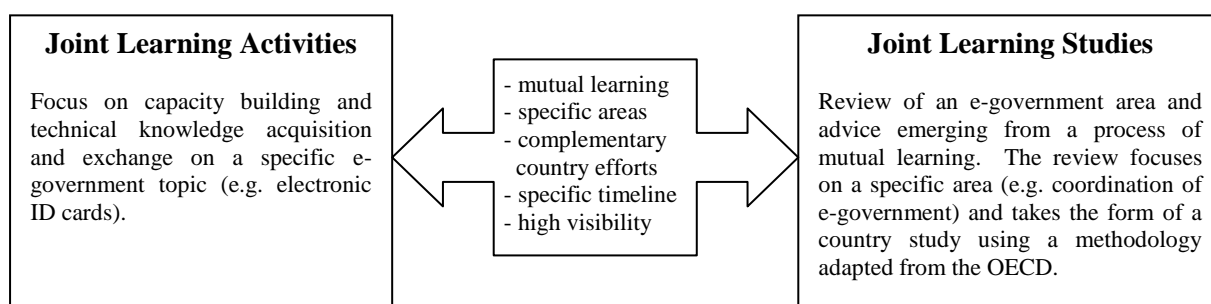 Joint Learning Activities
Focus on capacity building and
technical knowledge acquisition
and exchange on a specific e-
government topic (e.g. electronic
ID cards).
- mutual learning
- specific areas
- complementary
country efforts
- specific timeline
- high visibility
Joint Learning Studies
Review of an e-government area and
advice emerging from a process of
mutual learning. The review focuses
on a specific area (e.g. coordination of
e-government) and takes the form of a
country study using a methodology
adapted from the OECD.